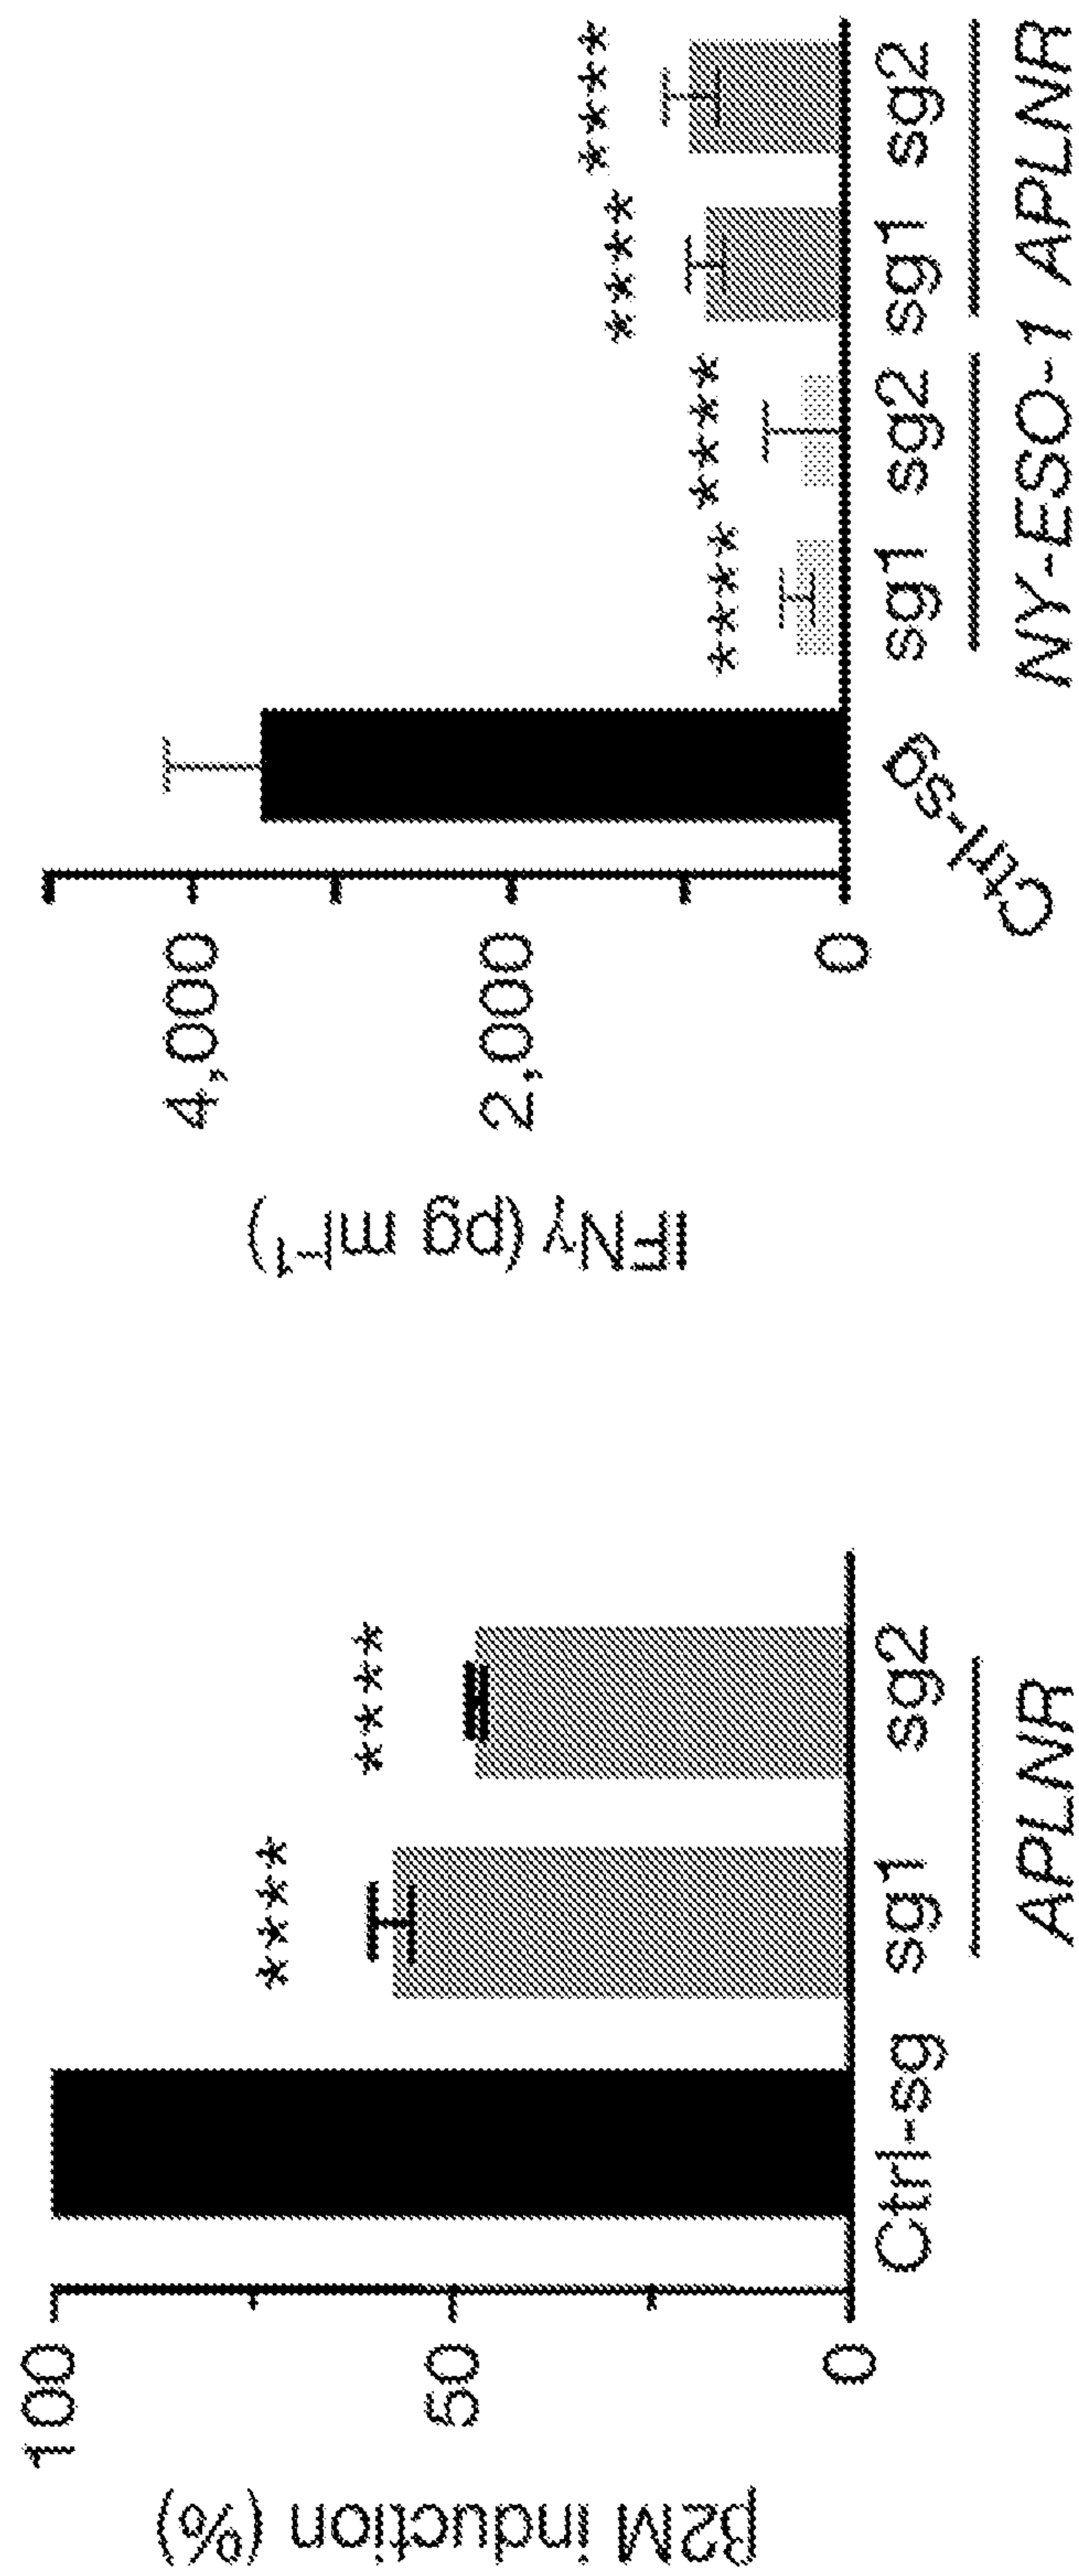 β2M induction (%)
100
50
0
****
****
Ctrl-sg sg1 sg2
APLNR
IFNγ (pg ml⁻¹)
4,000
2,000
0
****
****
****
****
Ctrl-sg sg1 sg2 sg1 sg2
NY-ESO-1 APLNR